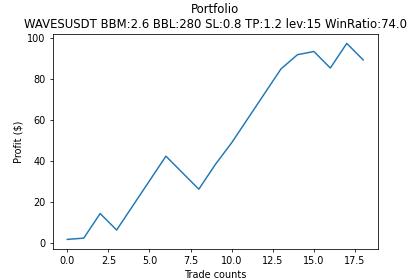 Portfolio
WAVESUSDT BBM:2.6 BBL:280 SL:0.8 TP:1.2 lev:15 WinRatio:74.0
100
80
60
40
20
0
Profit ($)
0.0 2.5 5.0 7.5 10.0 12.5 15.0 17.5
Trade counts